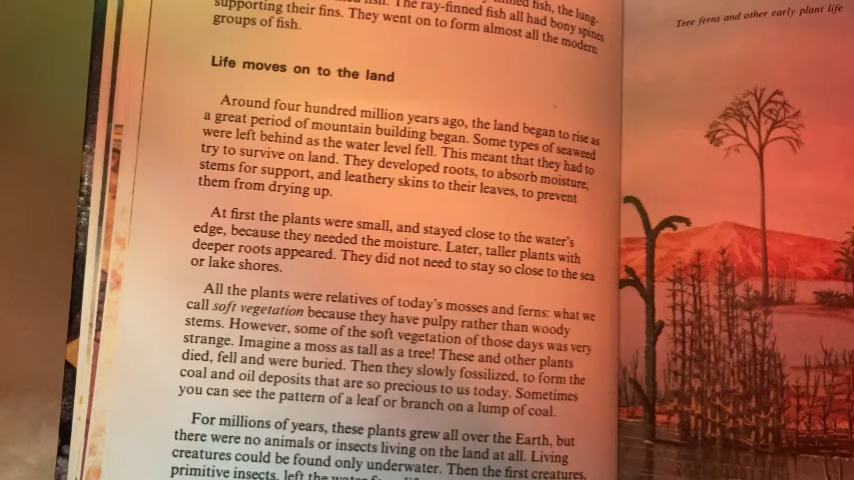 fish, the lung-
The ray-finned fish all had bony spines
supporting their fins. They went on to form almost all the modern
groups of fish.
Life moves on to the land
Around four hundred million years ago, the land began to rise as
a great period of mountain building began. Some types of seaweed
were left behind as the water level fell. This meant that they had to
try to survive on land. They developed roots, to absorb moisture,
stems for support, and leathery skins to their leaves, to prevent
them from drying up.
At first the plants were small, and stayed close to the water's
edge, because they needed the moisture. Later, taller plants with
deeper roots appeared. They did not need to stay so close to the sea
or lake shores.
All the plants were relatives of today's mosses and ferns: what we
call soft vegetation because they have pulpy rather than woody
stems. However, some of the soft vegetation of those days was very
strange. Imagine a moss as tall as a tree! These and other plants
died, fell and were buried. Then they slowly fossilized, to form the
coal and oil deposits that are so precious to us today. Sometimes
you can see the pattern of a leaf or branch on a lump of coal.
For millions of years, these plants grew all over the Earth, but
there were no animals or insects living on the land at all. Living
creatures could be found only underwater. Then the first creatures,
primitive insects, left the water
Tree ferns and other early plant life